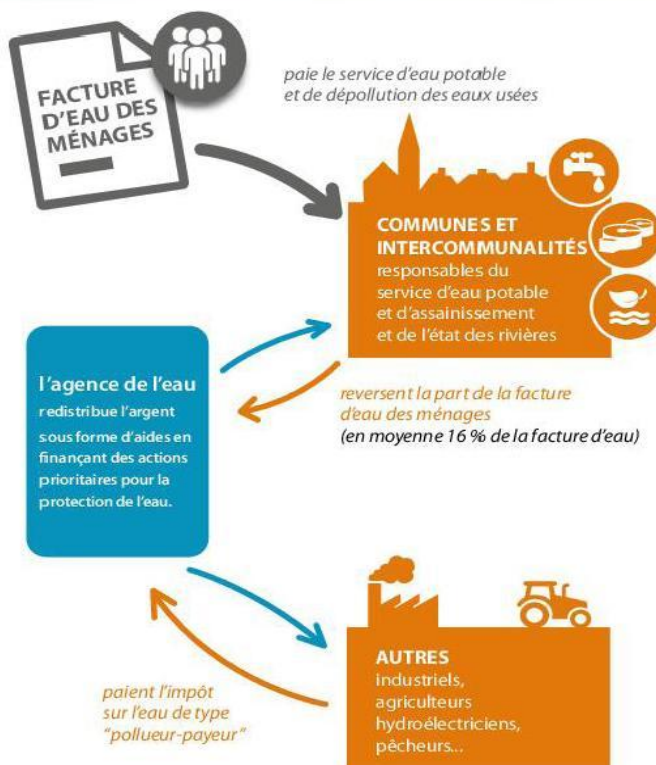 FACTURE
D'EAU DES
MÉNAGES
paie le service d'eau potable
et de dépollution des eaux usées
COMMUNES ET
INTERCOMMUNALITÉS
responsables du
service d'eau potable
et d'assainissement
et de l'état des rivières
l'agence de l'eau
redistribue l'argent
sous forme d'aides en
finançant des actions
prioritaires pour la
protection de l'eau.
reversent la part de la facture
d'eau des ménages
(en moyenne 16 % de la facture d'eau)
AUTRES
industriels,
agriculteurs
hydroélectriciens,
pêcheurs...
paient l'impôt
sur l'eau de type
"pollueur-payeur"